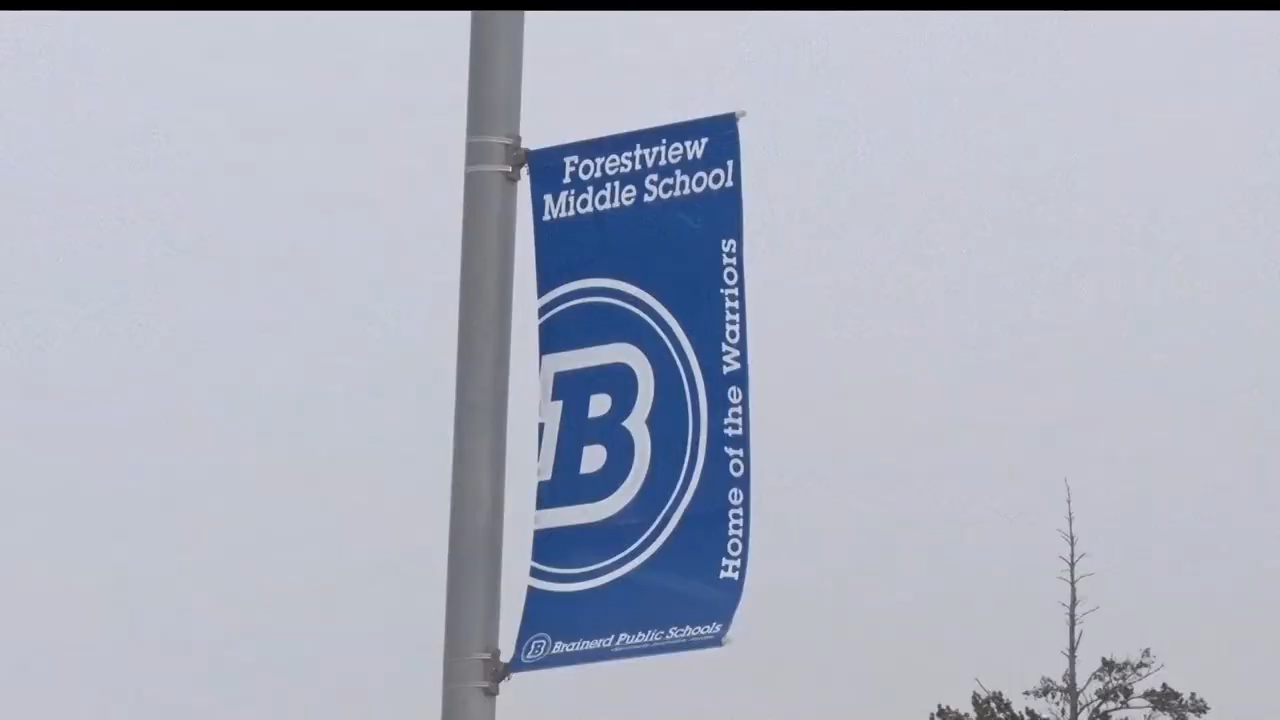 Forestview
Middle School
Home of the Warriors
B
B Brainerd Public Schools